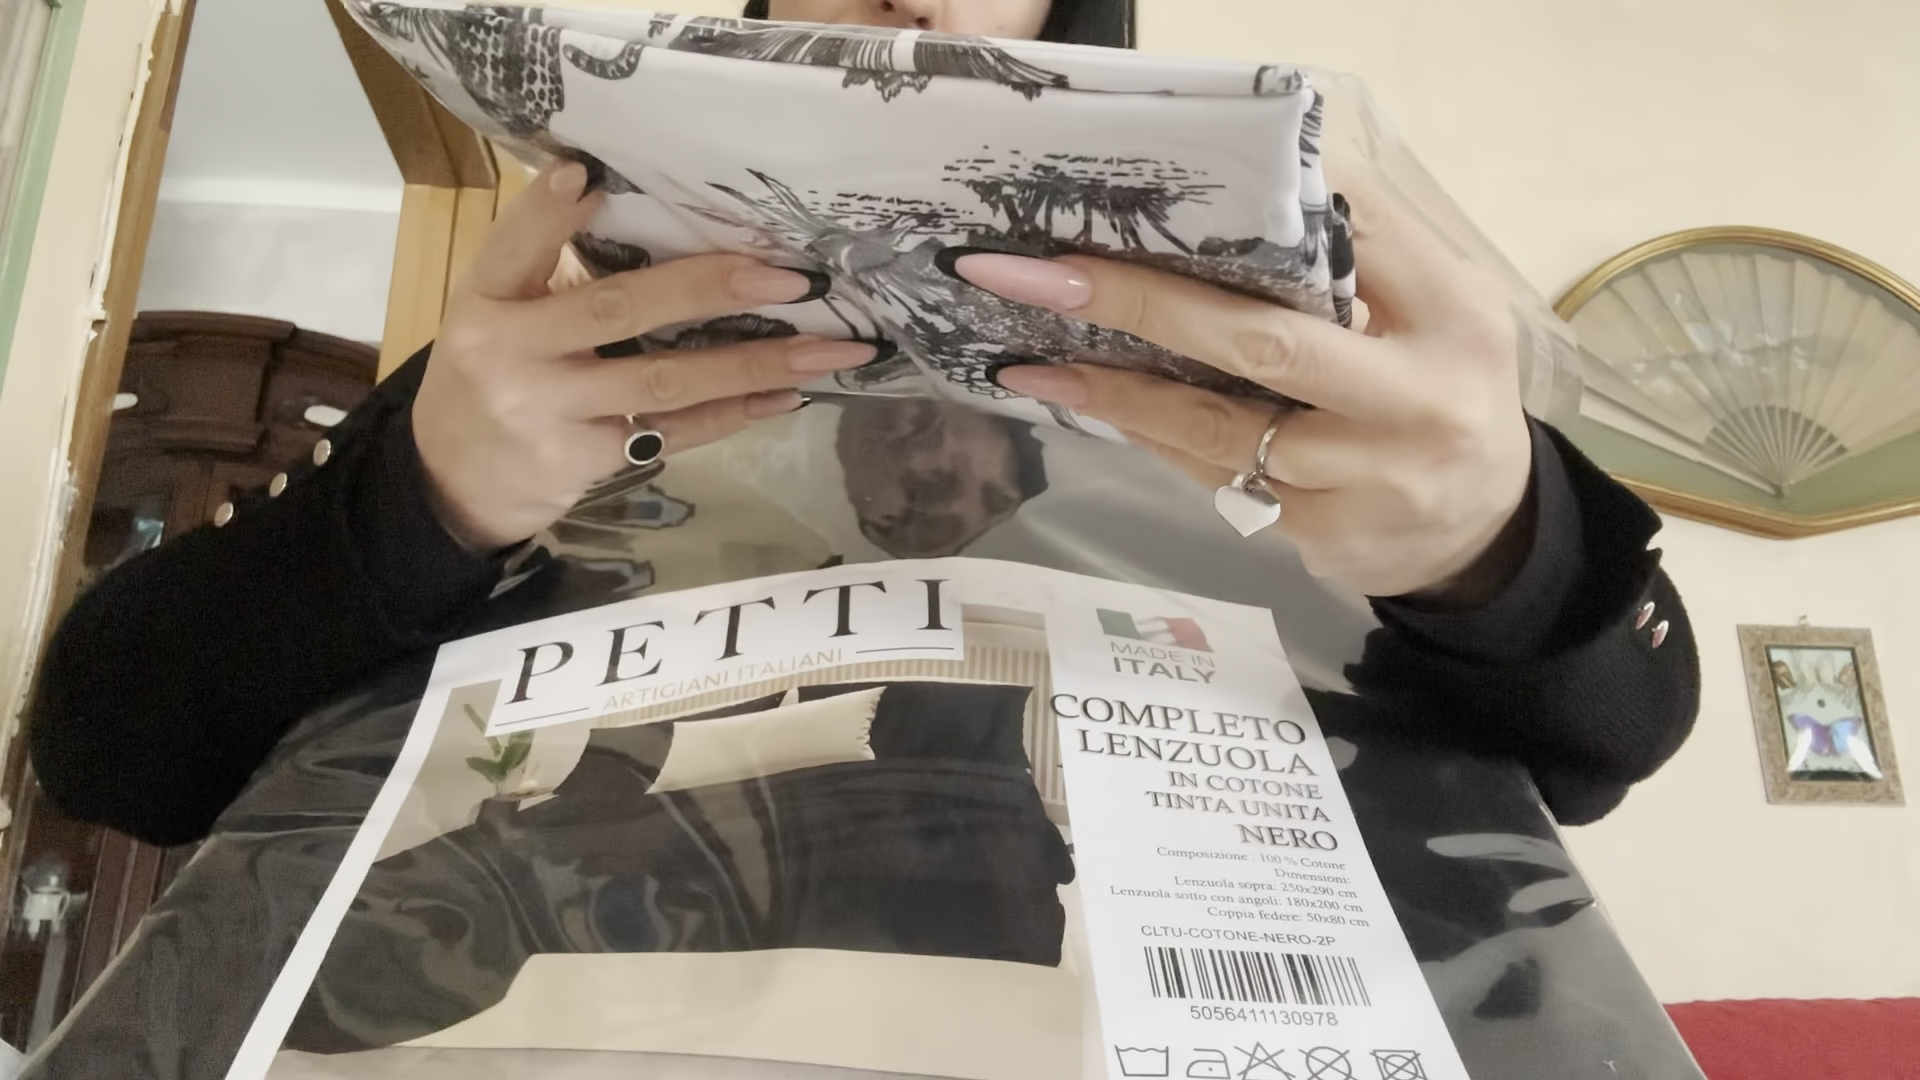 PETTI
ARTIGIANI ITALIANI
MADE IN
ITALY
COMPLETO
LENZUOLA
IN COTONE
TINTA UNITA
NERO
Composizione : 100 % Cotone
Dimensioni:
Lenzuola sopra: 250x290 cm
Lenzuola sotto con angoli: 180x200 cm
Coppia federe: 50x80 cm
CLTU-COTONE-NERO-2P
5056411130978